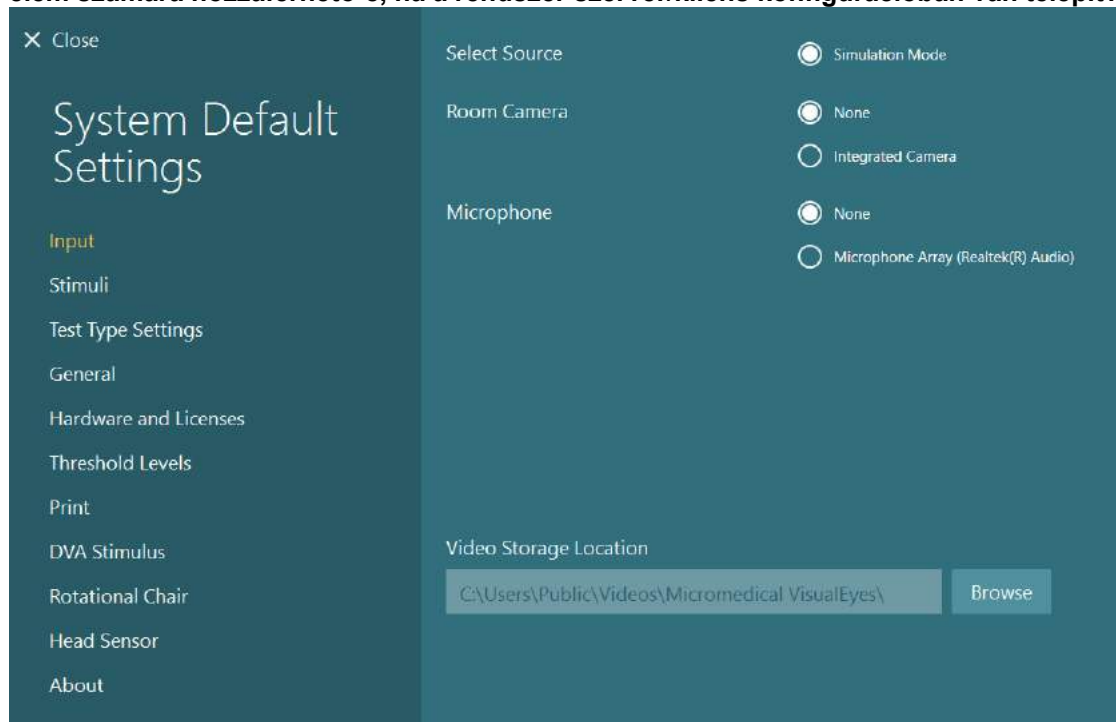 × Close
System Default
Settings
Input
Stimuli
Test Type Settings
General
Hardware and Licenses
Threshold Levels
Print
DVA Stimulus
Rotational Chair
Head Sensor
About
Select Source
Simulation Mode
Room Camera
None
Integrated Camera
Microphone
None
Microphone Array (Realtek(R) Audio)
Video Storage Location
C:\Users\Public\Videos\Micromedical VisualEyes\
Browse